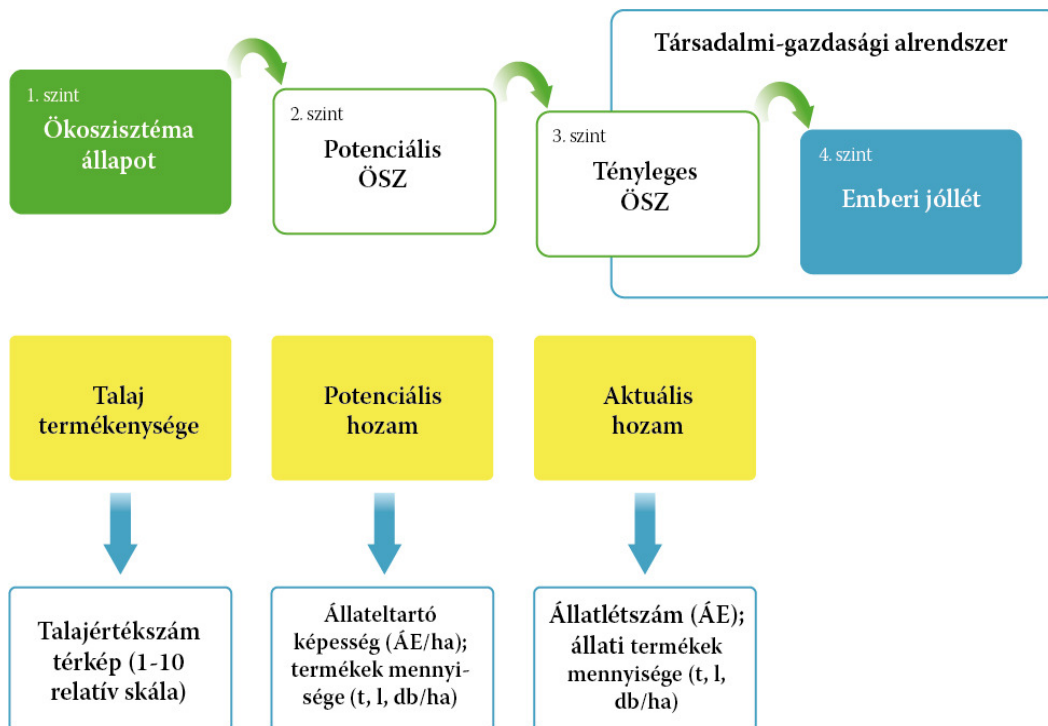 Társadalmi-gazdasági alrendszer
1. szint
Ökoszisztéma
állapot
2. szint
Potenciális
ÖSZ
3. szint
Tényleges
ÖSZ
4. szint
Emberi jóllét
Talaj
termékenysége
Potenciális
hozam
Aktuális
hozam
Talajértékszám
térkép (1-10
relatív skála)
Állateltartó
képesség (ÁE/ha);
termékek mennyi-
sége (t, l, db/ha)
Állatlétszám (ÁE);
állati termékek
mennyisége (t, l,
db/ha)